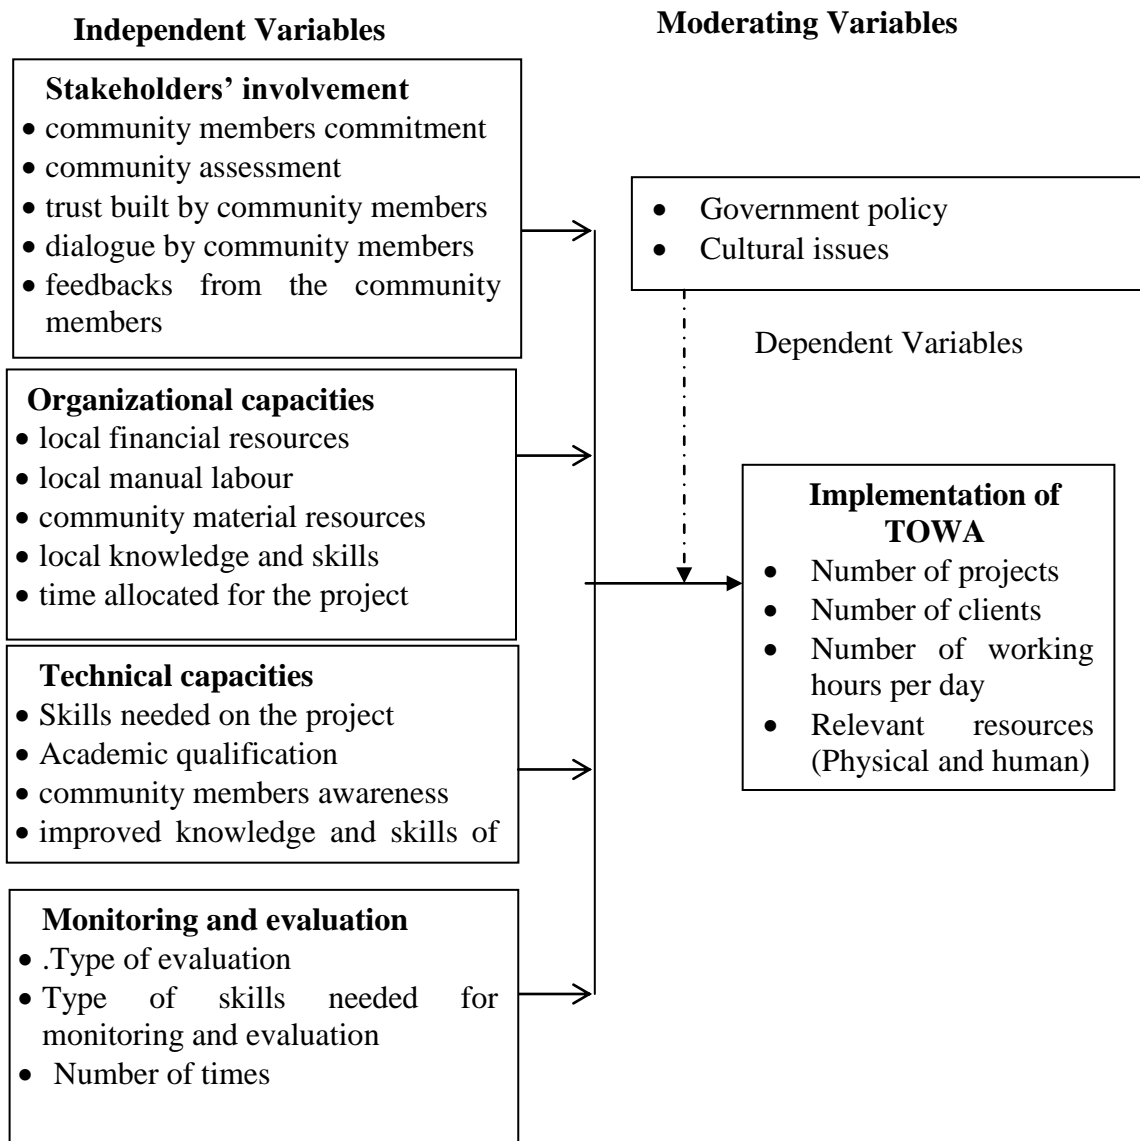 Independent Variables
Stakeholders’ involvement
• community members commitment
• community assessment
• trust built by community members
• dialogue by community members
• feedbacks from the community
members
Organizational capacities
• local financial resources
• local manual labour
• community material resources
• local knowledge and skills
• time allocated for the project
Technical capacities
• Skills needed on the project
• Academic qualification
• community members awareness
• improved knowledge and skills of
Monitoring and evaluation
• .Type of evaluation
• Type of skills needed for
monitoring and evaluation
• Number of times
Moderating Variables
• Government policy
• Cultural issues
Dependent Variables
Implementation of
TOWA
• Number of projects
• Number of clients
• Number of working
hours per day
• Relevant resources
(Physical and human)